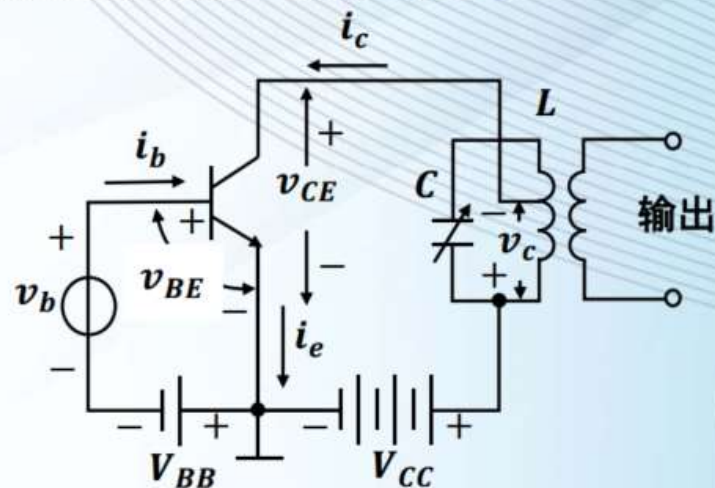 i_c
L
i_b
+
C
+
v_CE
−
输出
+
v_c
+
v_BE
−
+
v_b
−
i_e
−
− +
− +
V_BB
V_CC